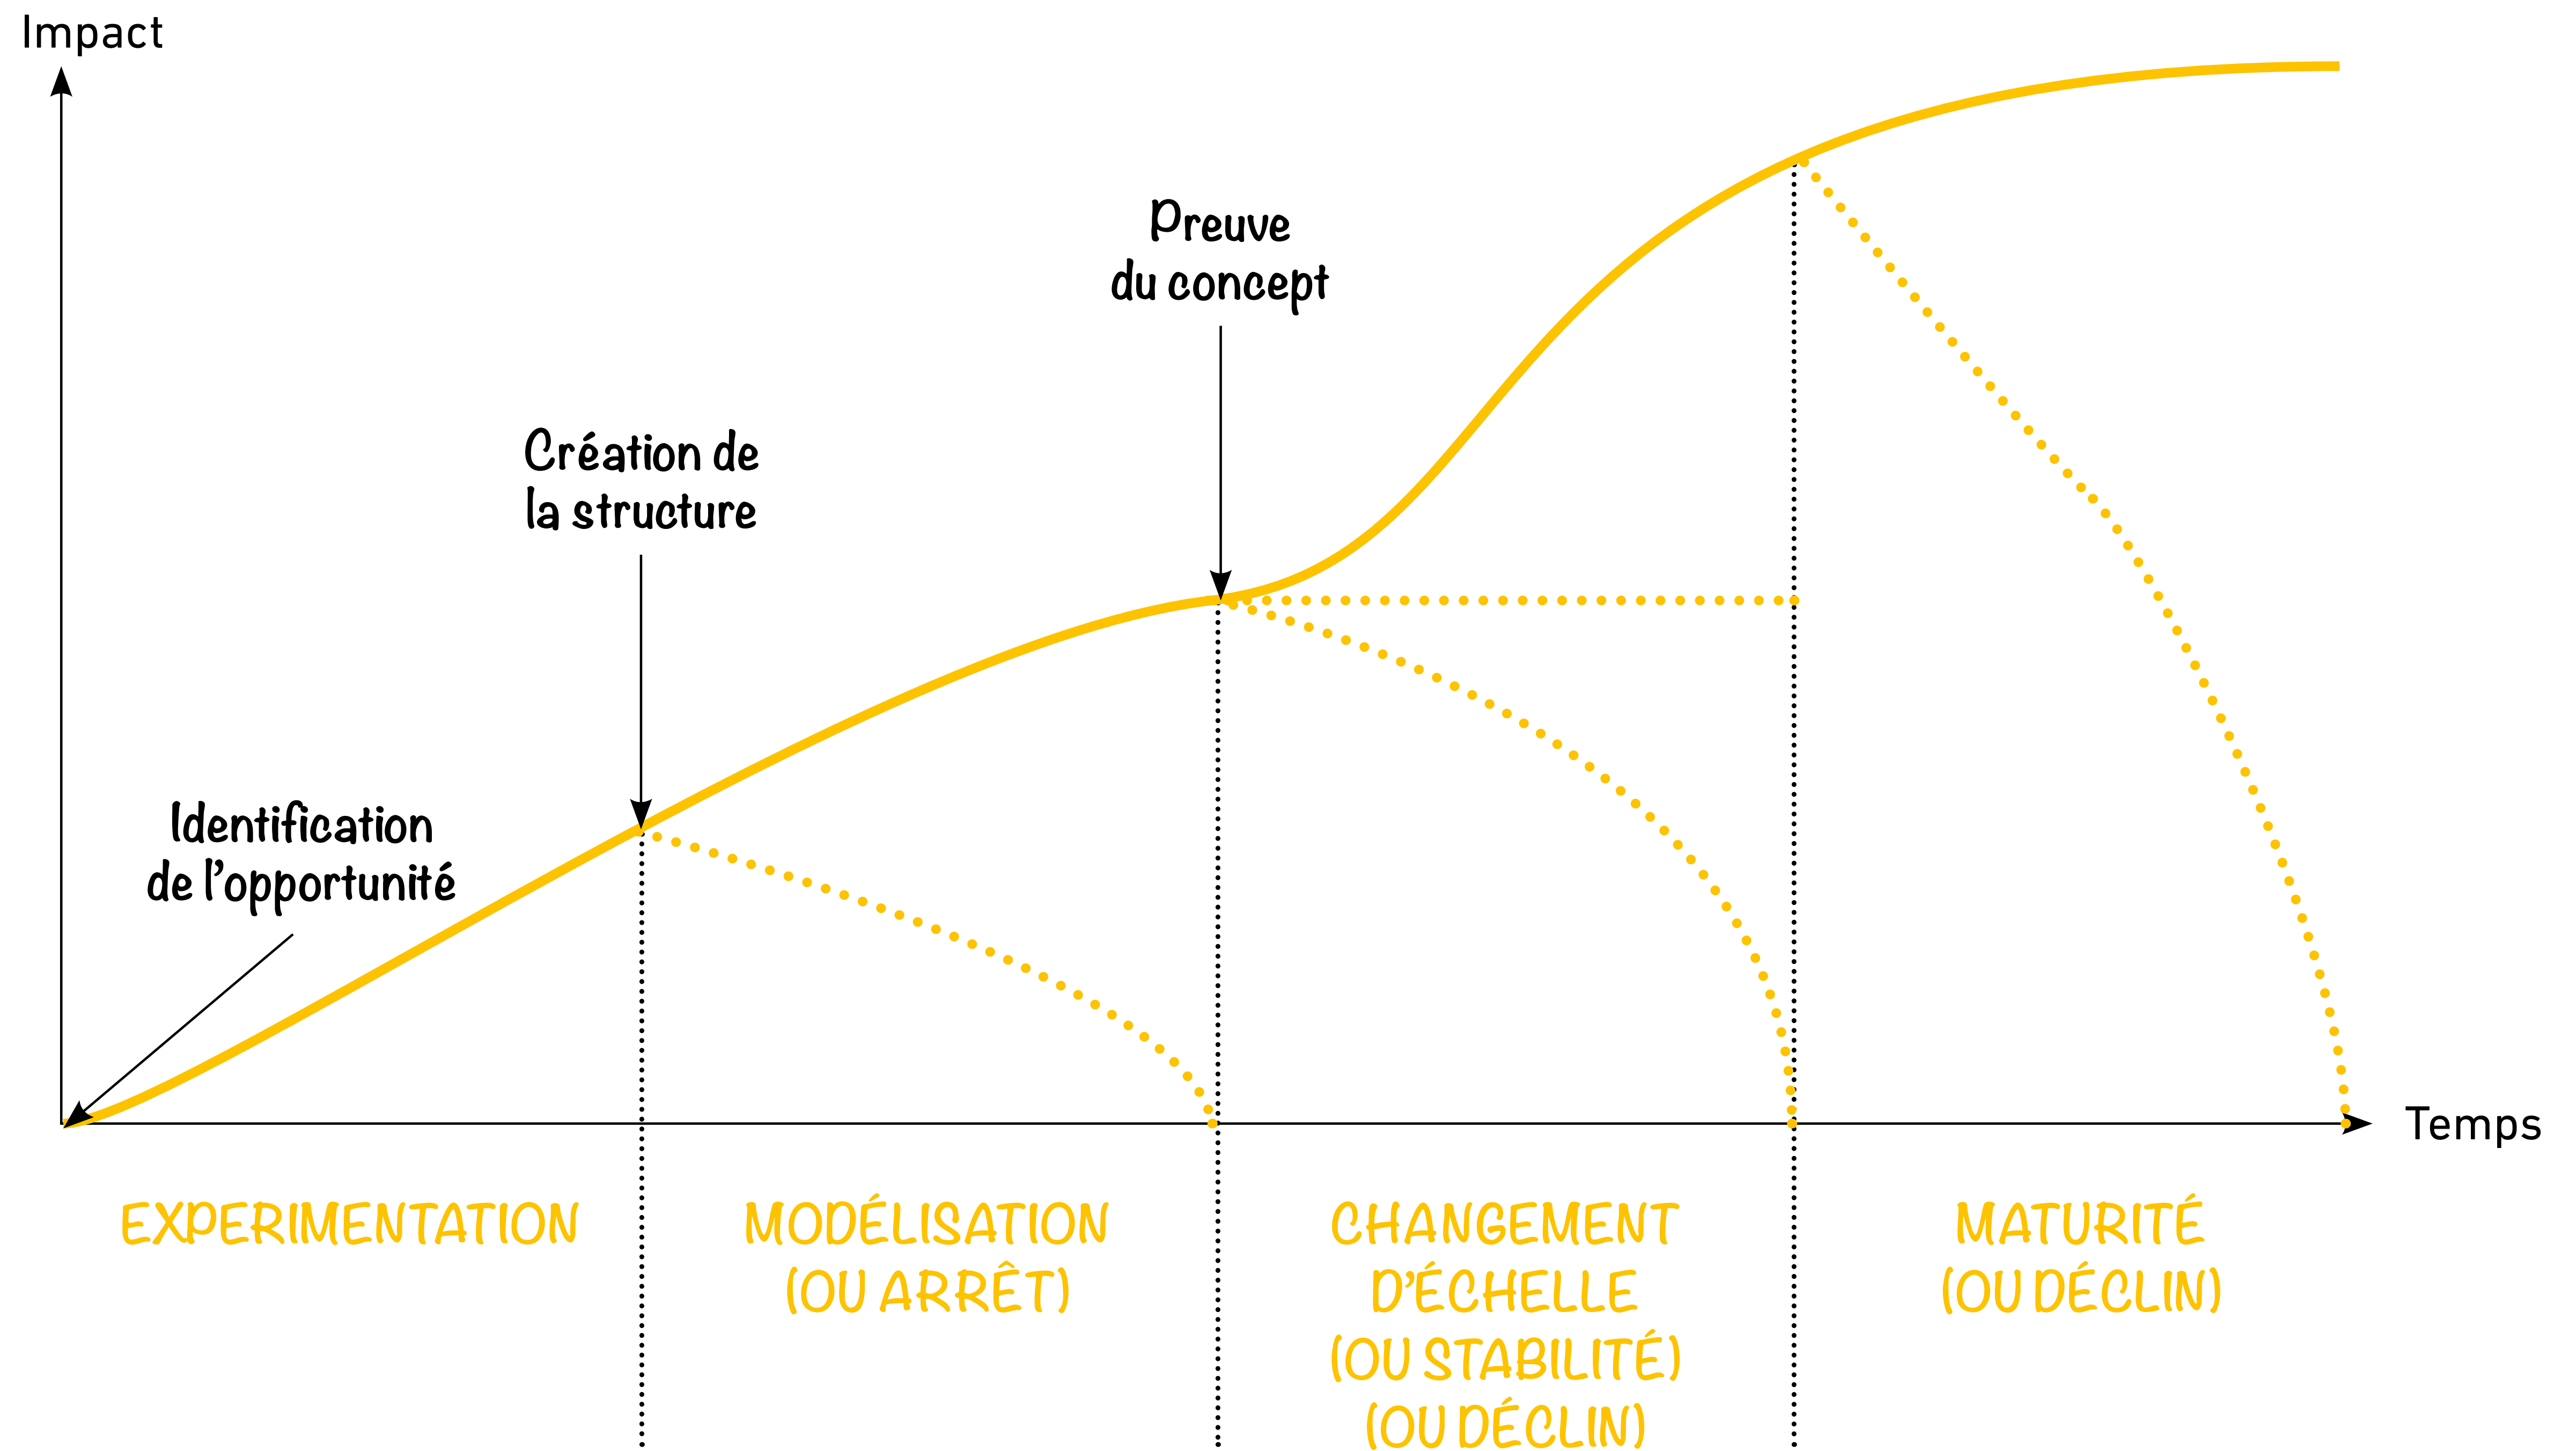 Impact
Preuve
du concept
Création de
la structure
Identification
de l'opportunité
Temps
EXPERIMENTATION
MODÉLISATION
(OU ARRÊT)
CHANGEMENT
D'ÉCHELLE
(OU STABILITÉ)
(OU DÉCLIN)
MATURITÉ
(OU DÉCLIN)